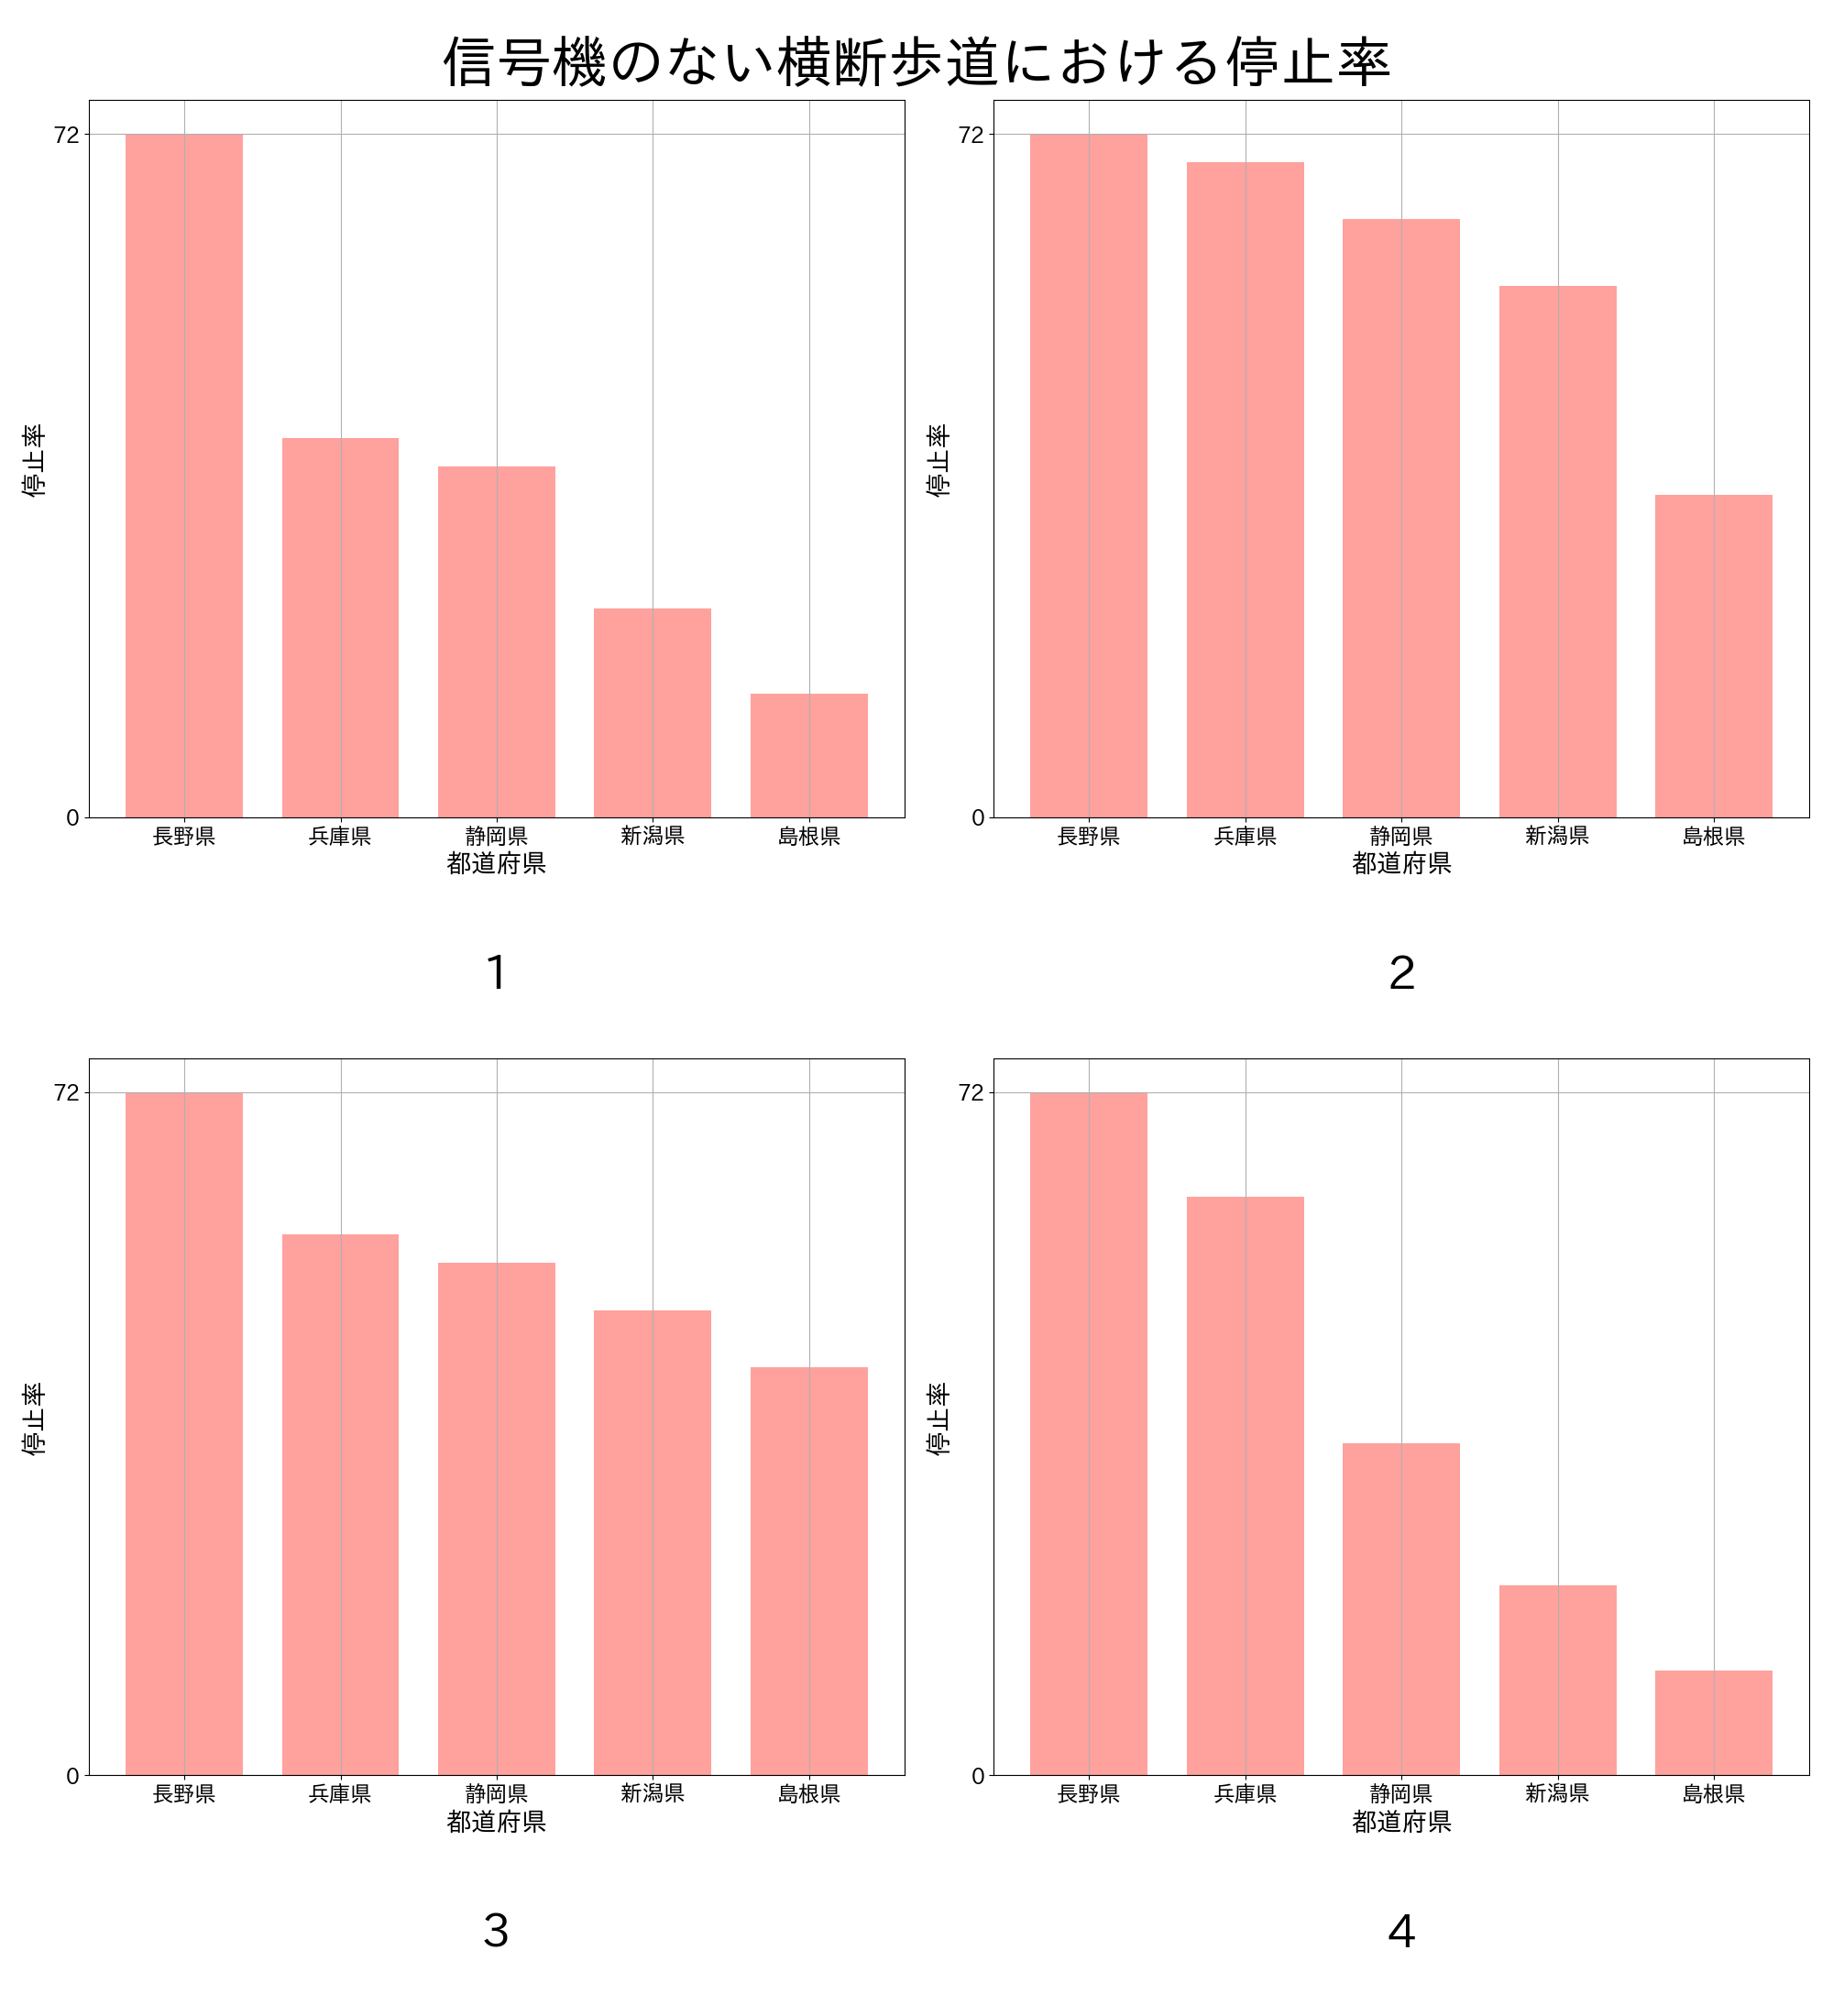 信号機のない横断歩道における停止率
72
停止率
0
長野県 兵庫県 静岡県 新潟県 島根県
都道府県
1
72
停止率
0
長野県 兵庫県 静岡県 新潟県 島根県
都道府県
2
72
停止率
0
長野県 兵庫県 静岡県 新潟県 島根県
都道府県
3
72
停止率
0
長野県 兵庫県 静岡県 新潟県 島根県
都道府県
4